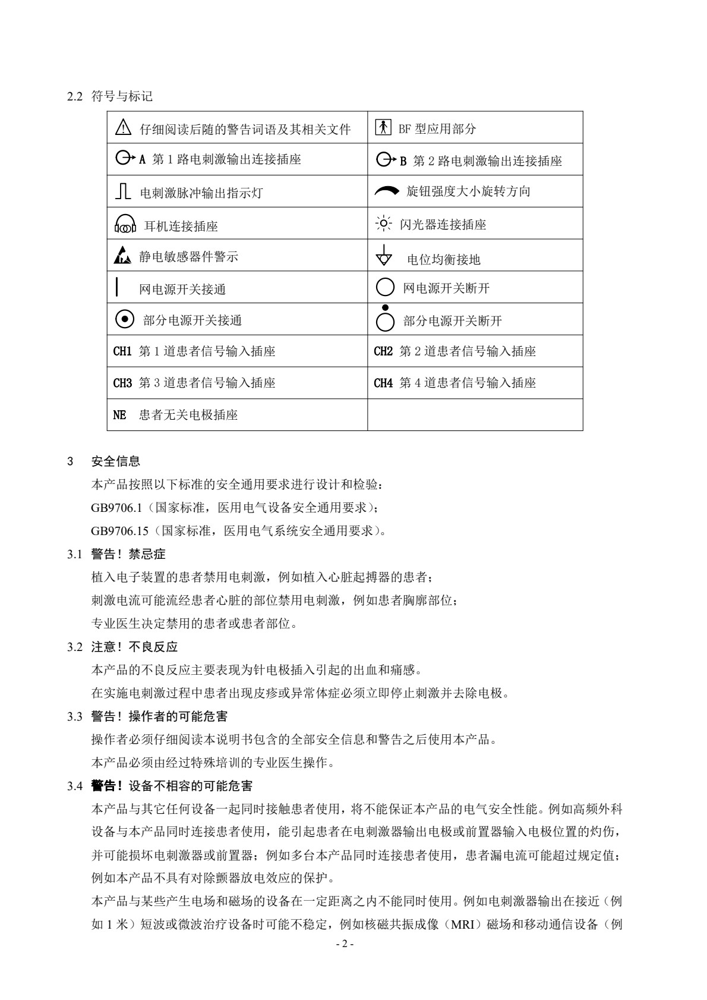 2.2 符号与标记
仔细阅读后随的警告词语及其相关文件
BF 型应用部分
A 第 1 路电刺激输出连接插座
B 第 2 路电刺激输出连接插座
电刺激脉冲输出指示灯
旋钮强度大小旋转方向
耳机连接插座
闪光器连接插座
静电敏感器件警示
电位均衡接地
网电源开关接通
网电源开关断开
部分电源开关接通
部分电源开关断开
CH1 第 1 道患者信号输入插座
CH2 第 2 道患者信号输入插座
CH3 第 3 道患者信号输入插座
CH4 第 4 道患者信号输入插座
NE 患者无关电极插座
3 安全信息
本产品按照以下标准的安全通用要求进行设计和检验：
GB9706.1（国家标准，医用电气设备安全通用要求）；
GB9706.15（国家标准，医用电气系统安全通用要求）。
3.1 警告！禁忌症
植入电子装置的患者禁用电刺激，例如植入心脏起搏器的患者；
刺激电流可能流经患者心脏的部位禁用电刺激，例如患者胸廓部位；
专业医生决定禁用的患者或患者部位。
3.2 注意！不良反应
本产品的不良反应主要表现为针电极插入引起的出血和痛感。
在实施电刺激过程中患者出现皮疹或异常体症必须立即停止刺激并去除电极。
3.3 警告！操作者的可能危害
操作者必须仔细阅读本说明书包含的全部安全信息和警告之后使用本产品。
本产品必须由经过特殊培训的专业医生操作。
3.4 警告！设备不相容的可能危害
本产品与其它任何设备一起同时接触患者使用，将不能保证本产品的电气安全性能。例如高频外科
设备与本产品同时连接患者使用，能引起患者在电刺激器输出电极或前置器输入电极位置的灼伤，
并可能损坏电刺激器或前置器；例如多台本产品同时连接患者使用，患者漏电流可能超过规定值；
例如本产品不具有对除颤器放电效应的保护。
本产品与某些产生电场和磁场的设备在一定距离之内不能同时使用。例如电刺激器输出在接近（例
如 1 米）短波或微波治疗设备时可能不稳定，例如核磁共振成像（MRI）磁场和移动通信设备（例
- 2 -